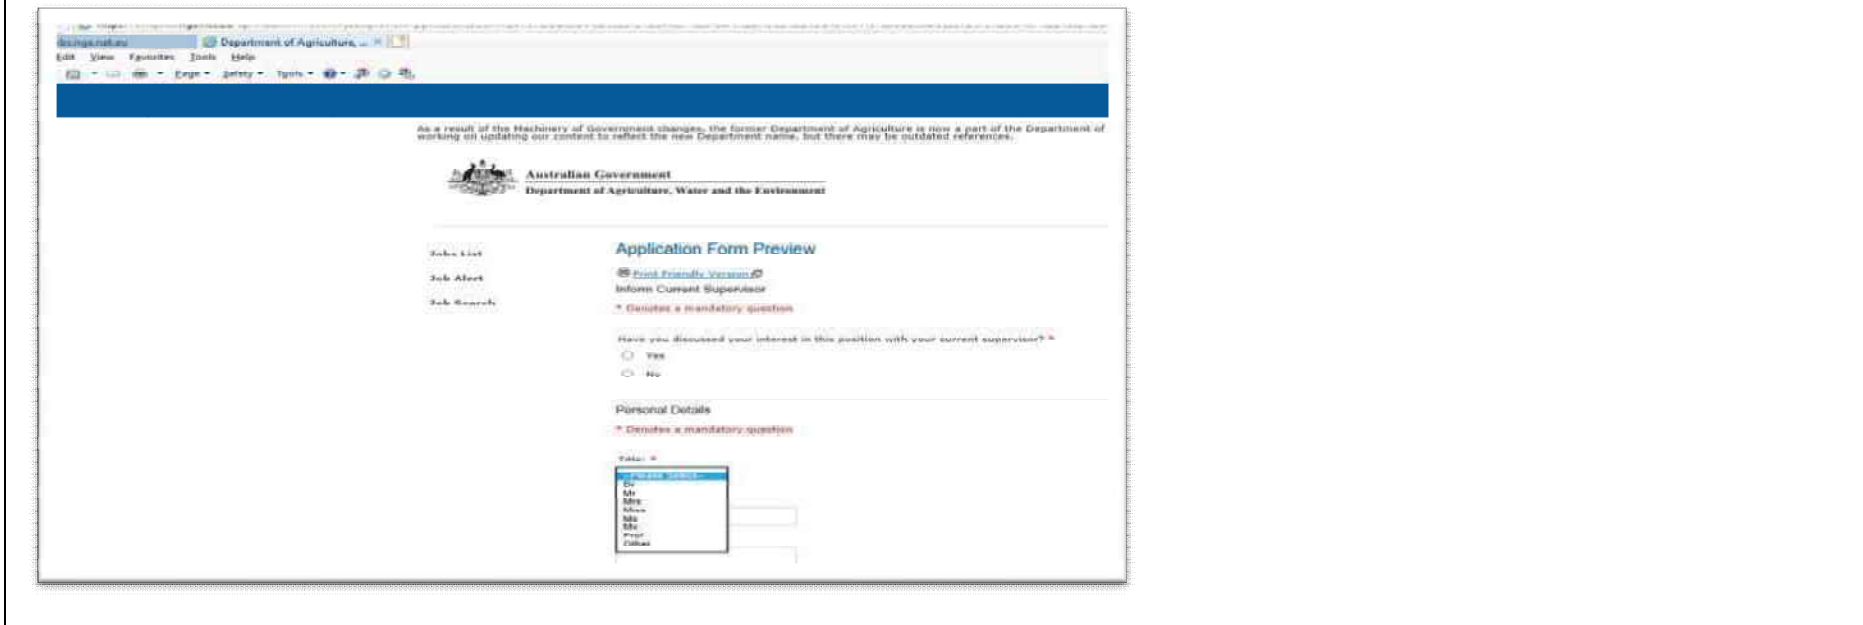 Department of Agriculture, ...
Edit View Favorites Tools Help
Page Safety Tools
As a result of the Machinery of Government changes, the former Department of Agriculture is now a part of the Department of
working on updating our content to reflect the new Department name, but there may be outdated references.
Australian Government
Department of Agriculture, Water and the Environment
Jobs List
Job Alert
Job Search
Application Form Preview
Print Friendly Version
Inform Current Supervisor
* Denotes a mandatory question
Have you discussed your interest in this position with your current supervisor? *
Yes
No
Personal Details
* Denotes a mandatory question
Title: *
--Please Select--
Dr
Mr
Mrs
Miss
Ms
Mx
Prof
Other